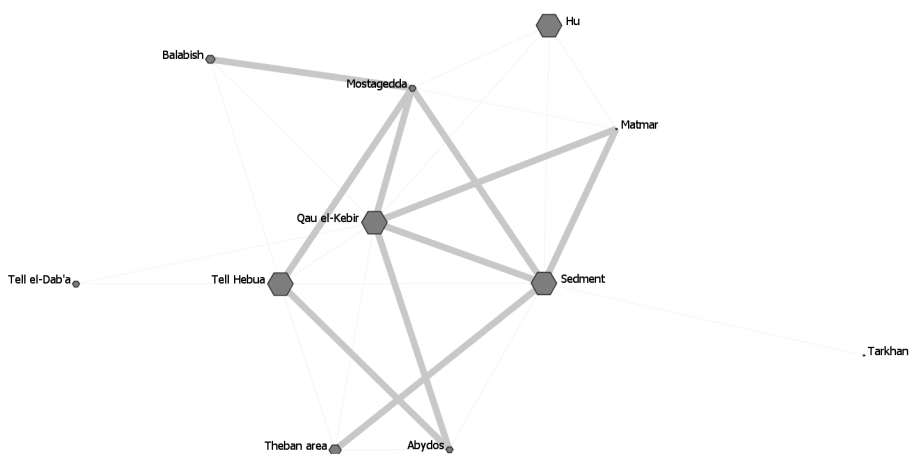 Hu
Balabish
Mostagedda
Matmar
Qau el-Kebir
Tell el-Dab'a
Tell Hebua
Sedment
Tarkhan
Theban area
Abydos